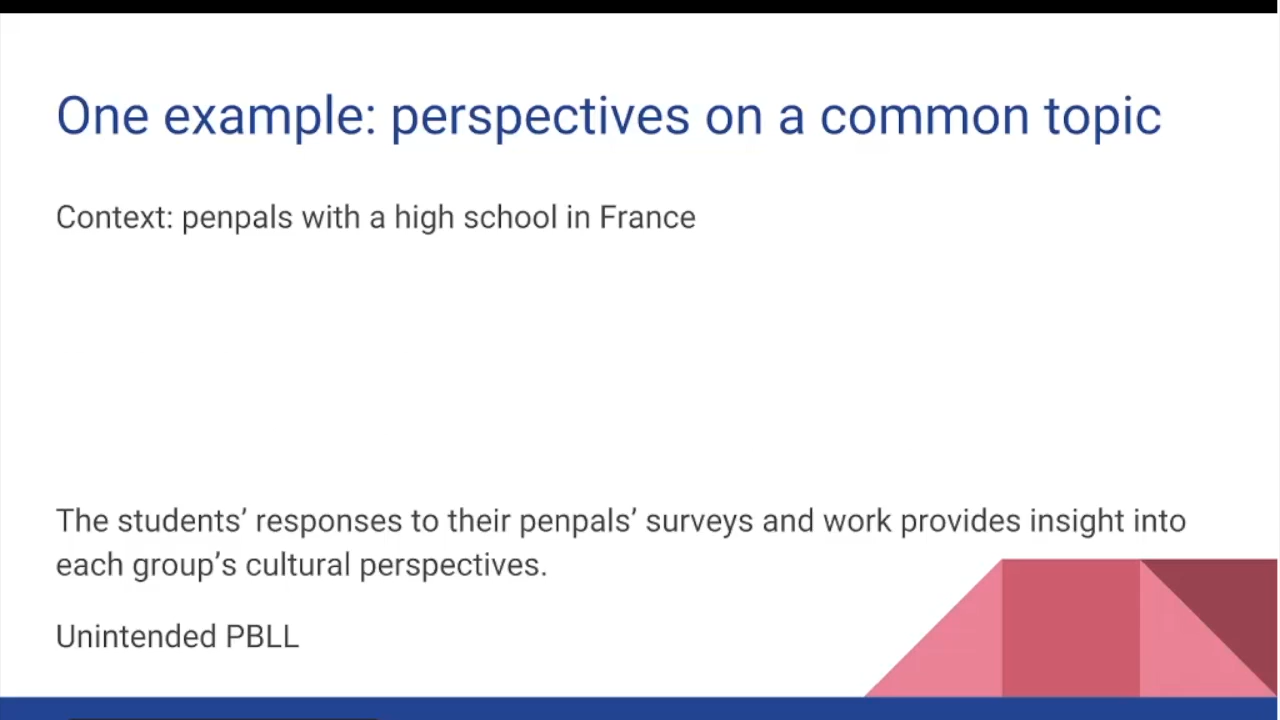 One example: perspectives on a common topic
Context: penpals with a high school in France
The students’ responses to their penpals’ surveys and work provides insight into
each group’s cultural perspectives.
Unintended PBLL